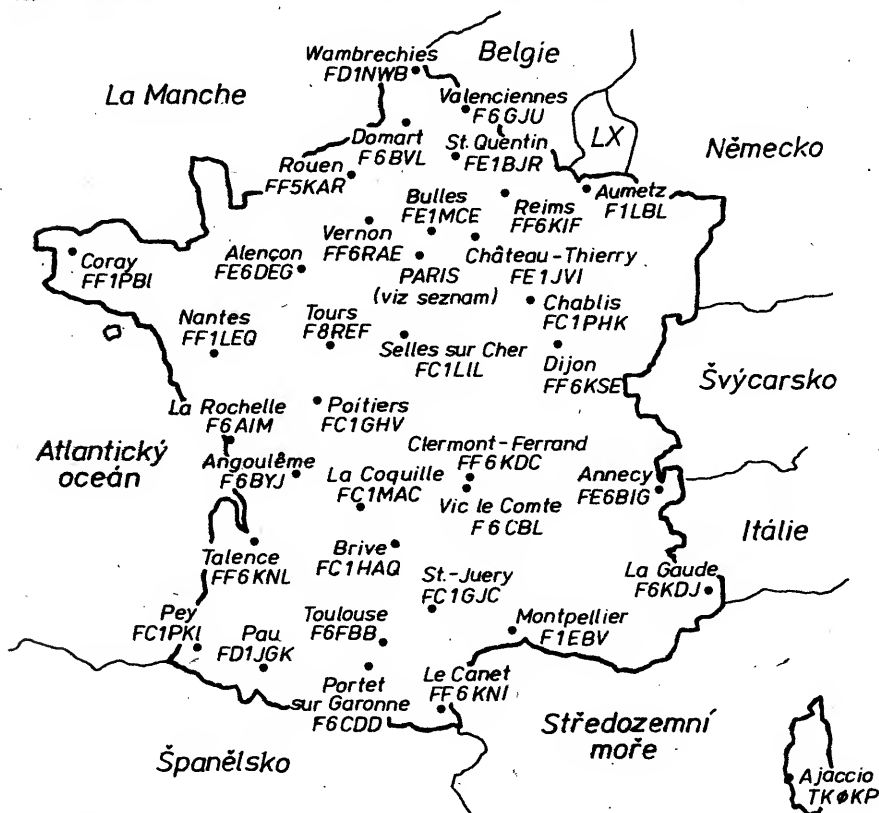 Wambrechies
FD1NWB
Belgie
La Manche
Valenciennes
F6GJU
Domart
F6BVL
St. Quentin
FE1BJR
LX
Německo
Rouen
FF5KAR
Bulles
FE1MCE
Reims
FF6KIF
Aumetz
F1LBL
Vernon
FF6RAE
Coray
FF1PBI
Alençon
FE6DEG
PARIS
(viz seznam)
Château-Thierry
FE1JVI
Chablis
FC1PHK
Nantes
FF1LEQ
Tours
F8REF
Selles sur Cher
FC1LIL
Dijon
FF6KSE
Švýcarsko
La Rochelle
F6AIM
Poitiers
FC1GHV
Atlantický
oceán
Angoulême
F6BYJ
La Coquille
FC1MAC
Clermont-Ferrand
FF6KDC
Vic le Comte
F6CBL
Annecy
FE6BIG
Itálie
Talence
FF6KNL
Brive
FC1HAQ
St.-Juery
FC1GJC
La Gaude
F6KDJ
Pey
FC1PKI
Pau
FD1JGK
Toulouse
F6FBB
Montpellier
F1EBV
Portet
sur Garonne
F6CDD
Le Canet
FF6KNI
Středozemní
moře
Španělsko
Ajaccio
TKØKP